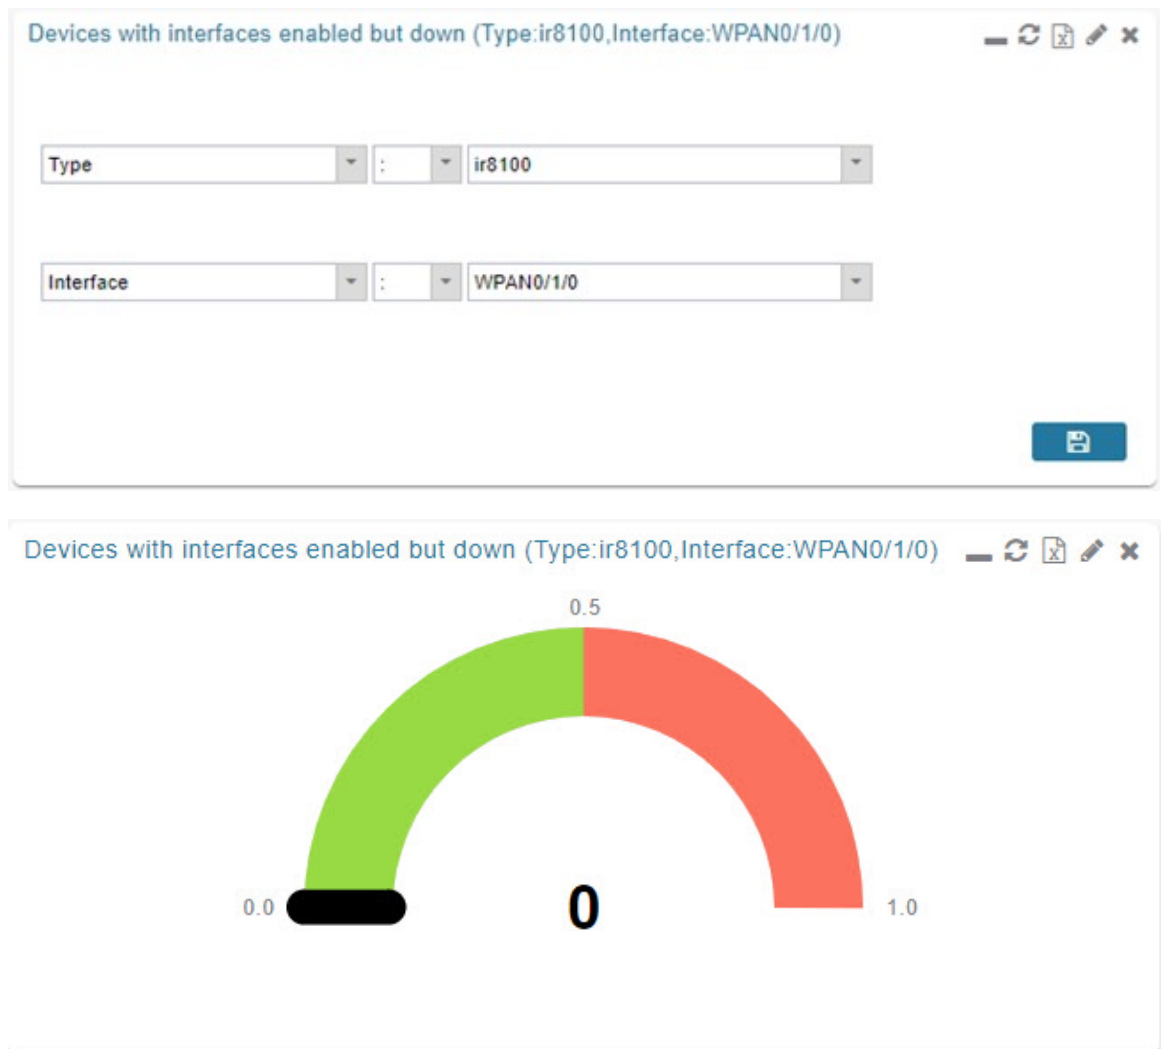 Devices with interfaces enabled but down (Type:ir8100,Interface:WPAN0/1/0)
Type : ir8100
Interface : WPAN0/1/0
Devices with interfaces enabled but down (Type:ir8100,Interface:WPAN0/1/0)
0.5
0.0 0 1.0